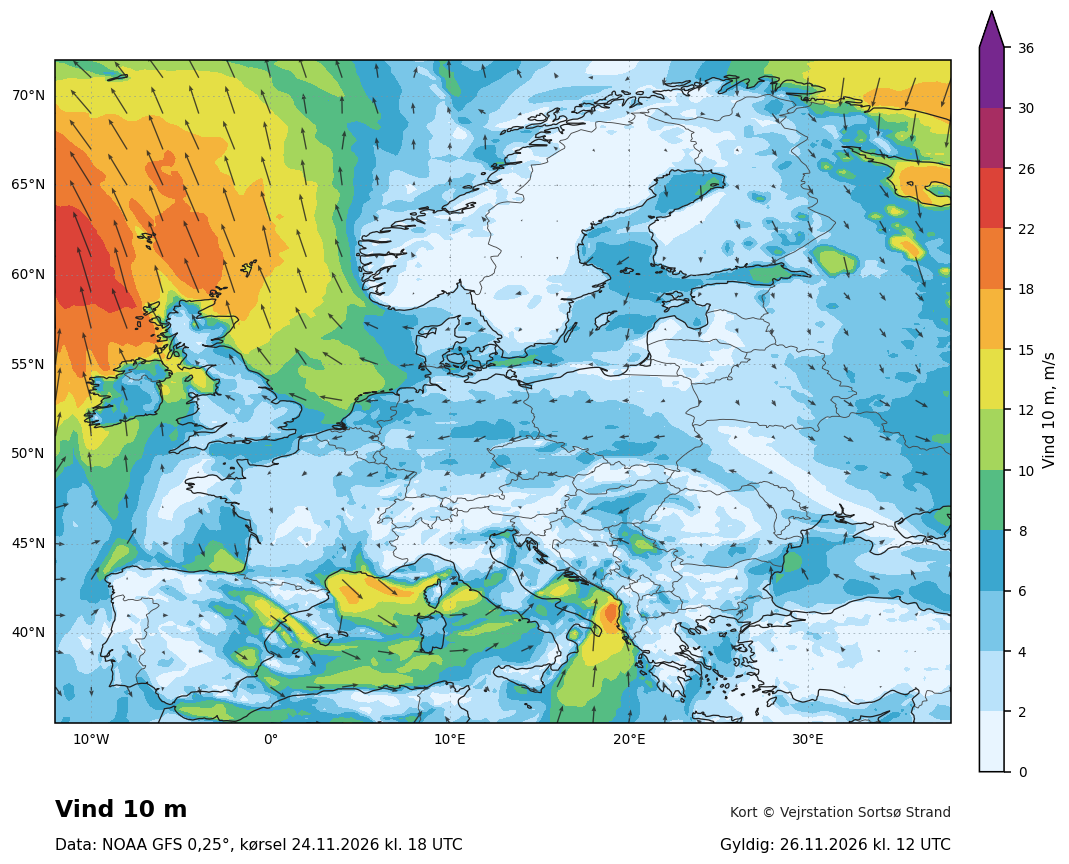 36
30
26
22
18
15
12
10
8
6
4
2
0
Vind 10 m, m/s
70°N
65°N
60°N
55°N
50°N
45°N
40°N
10°W
0°
10°E
20°E
30°E
Vind 10 m
Kort © Vejrstation Sortsø Strand
Data: NOAA GFS 0,25°, kørsel 24.11.2026 kl. 18 UTC
Gyldig: 26.11.2026 kl. 12 UTC